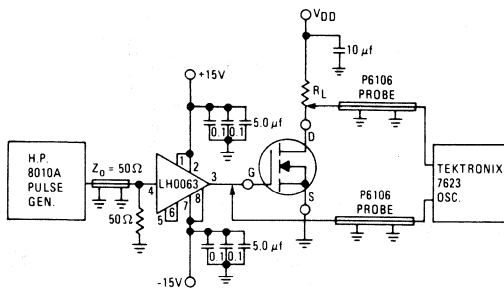 VDD
10 µf
+15V
RL
P6106
PROBE
5.0 µf
0.1 0.1
D
H.P.
8010A
PULSE
GEN.
Z0 = 50Ω
1
2
LH0063
3
G
4
8
7
5
6
S
TEKTRONIX
7623
OSC.
50Ω
P6106
PROBE
5.0 µf
0.1 0.1
-15V